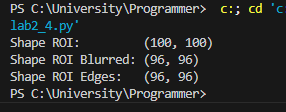 PS C:\University\Programmer> c:; cd 'c
lab2_4.py'
Shape ROI: (100, 100)
Shape ROI Blurred: (96, 96)
Shape ROI Edges: (96, 96)
PS C:\University\Programmer>